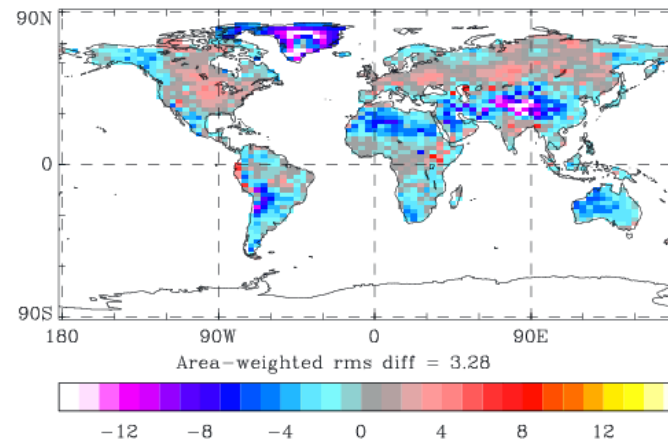 90N
0
90S
180 90W 0 90E
Area-weighted rms diff = 3.28
-12 -8 -4 0 4 8 12